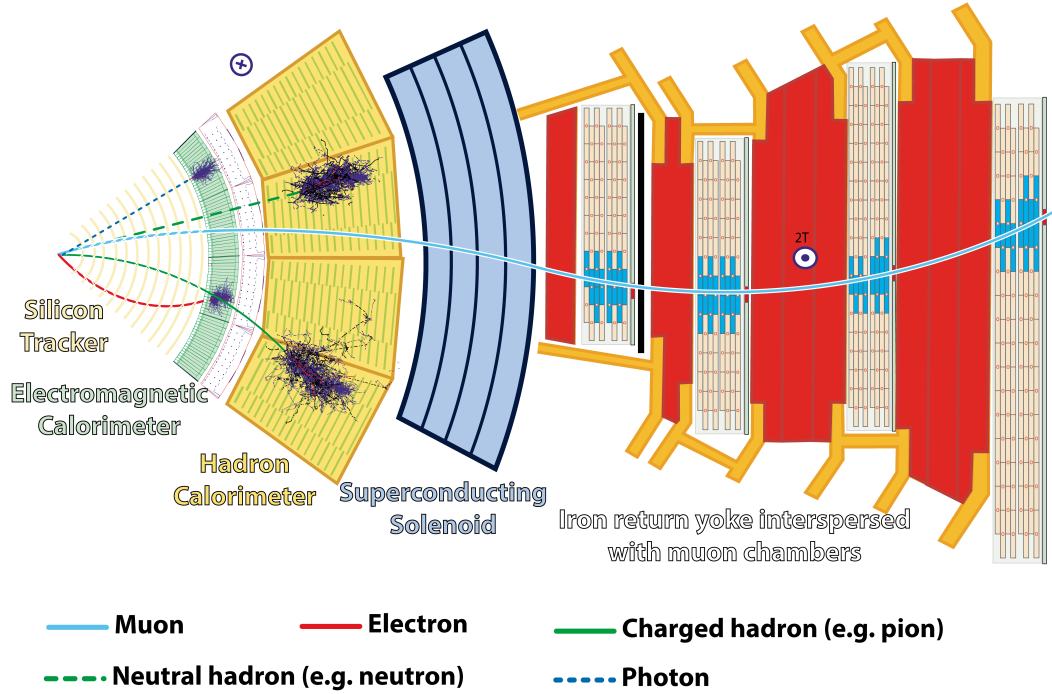 2T
Silicon
Tracker
Electromagnetic
Calorimeter
Hadron
Calorimeter
Superconducting
Solenoid
Iron return yoke interspersed
with muon chambers
Muon
Electron
Charged hadron (e.g. pion)
Neutral hadron (e.g. neutron)
Photon